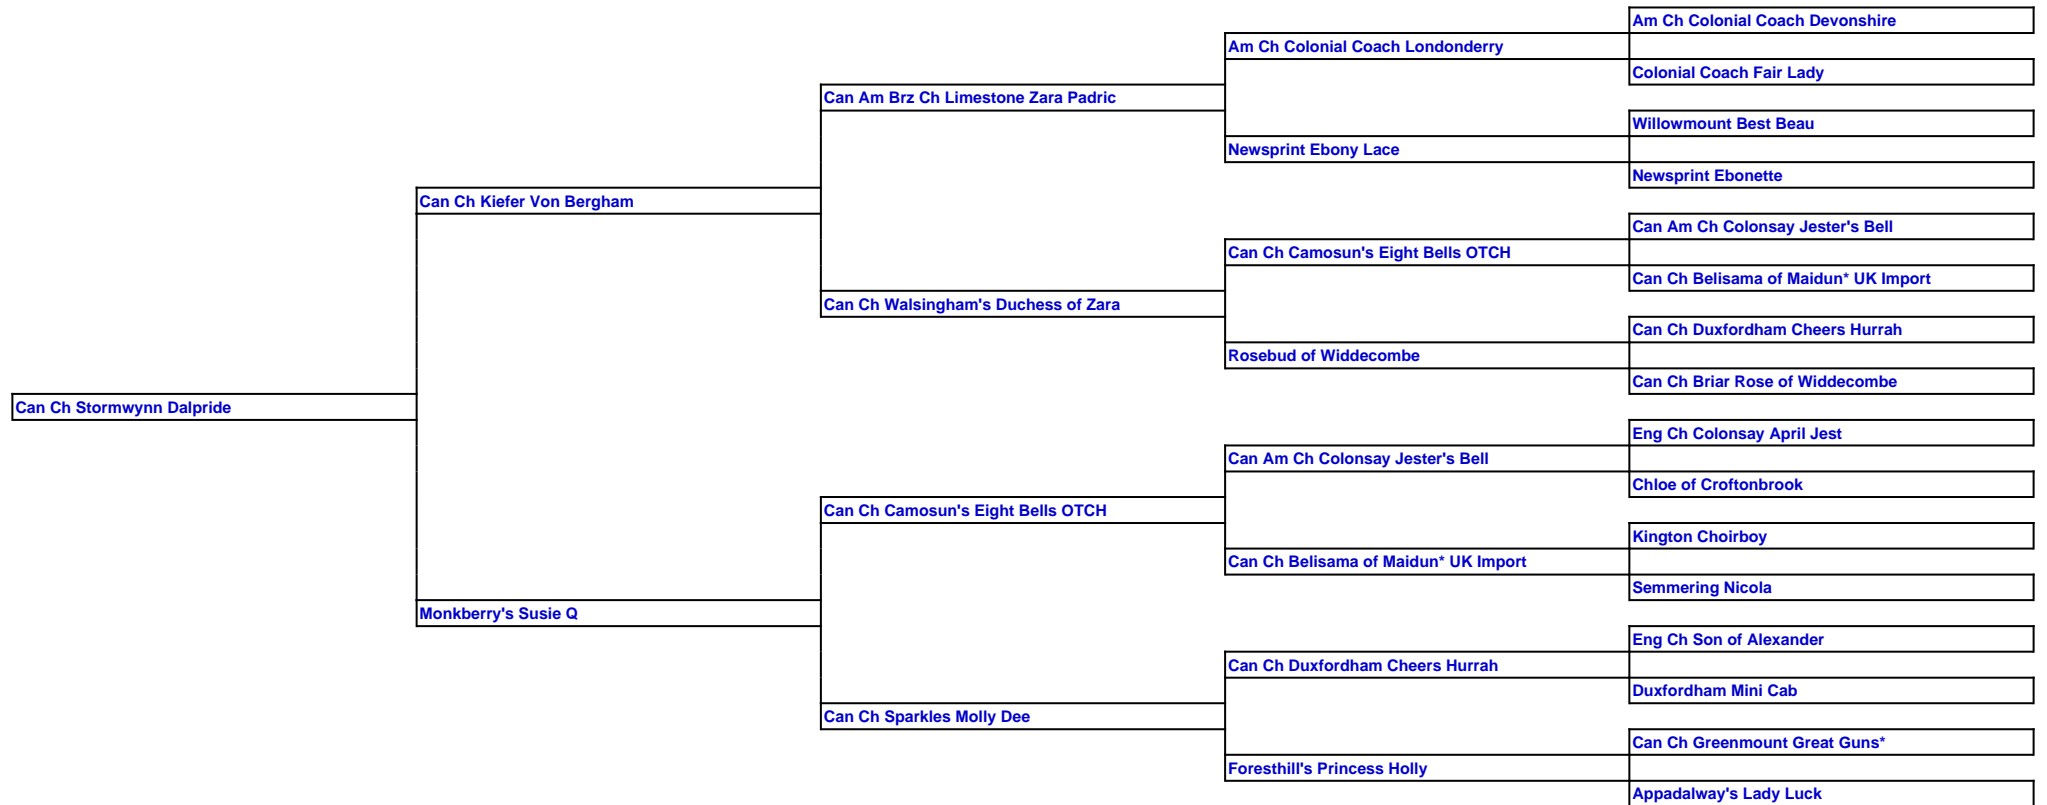 Am Ch Colonial Coach Devonshire
Am Ch Colonial Coach Londonderry
Colonial Coach Fair Lady
Can Am Brz Ch Limestone Zara Padric
Willowmount Best Beau
Newsprint Ebony Lace
Newsprint Ebonette
Can Ch Kiefer Von Bergham
Can Am Ch Colonsay Jester's Bell
Can Ch Camosun's Eight Bells OTCH
Can Ch Belisama of Maidun* UK Import
Can Ch Walsingham's Duchess of Zara
Can Ch Duxfordham Cheers Hurrah
Rosebud of Widdecombe
Can Ch Briar Rose of Widdecombe
Can Ch Stormwynn Dalpride
Eng Ch Colonsay April Jest
Can Am Ch Colonsay Jester's Bell
Chloe of Croftonbrook
Can Ch Camosun's Eight Bells OTCH
Kington Choirboy
Can Ch Belisama of Maidun* UK Import
Semmering Nicola
Monkberry's Susie Q
Eng Ch Son of Alexander
Can Ch Duxfordham Cheers Hurrah
Duxfordham Mini Cab
Can Ch Sparkles Molly Dee
Can Ch Greenmount Great Guns*
Foresthill's Princess Holly
Appadalway's Lady Luck